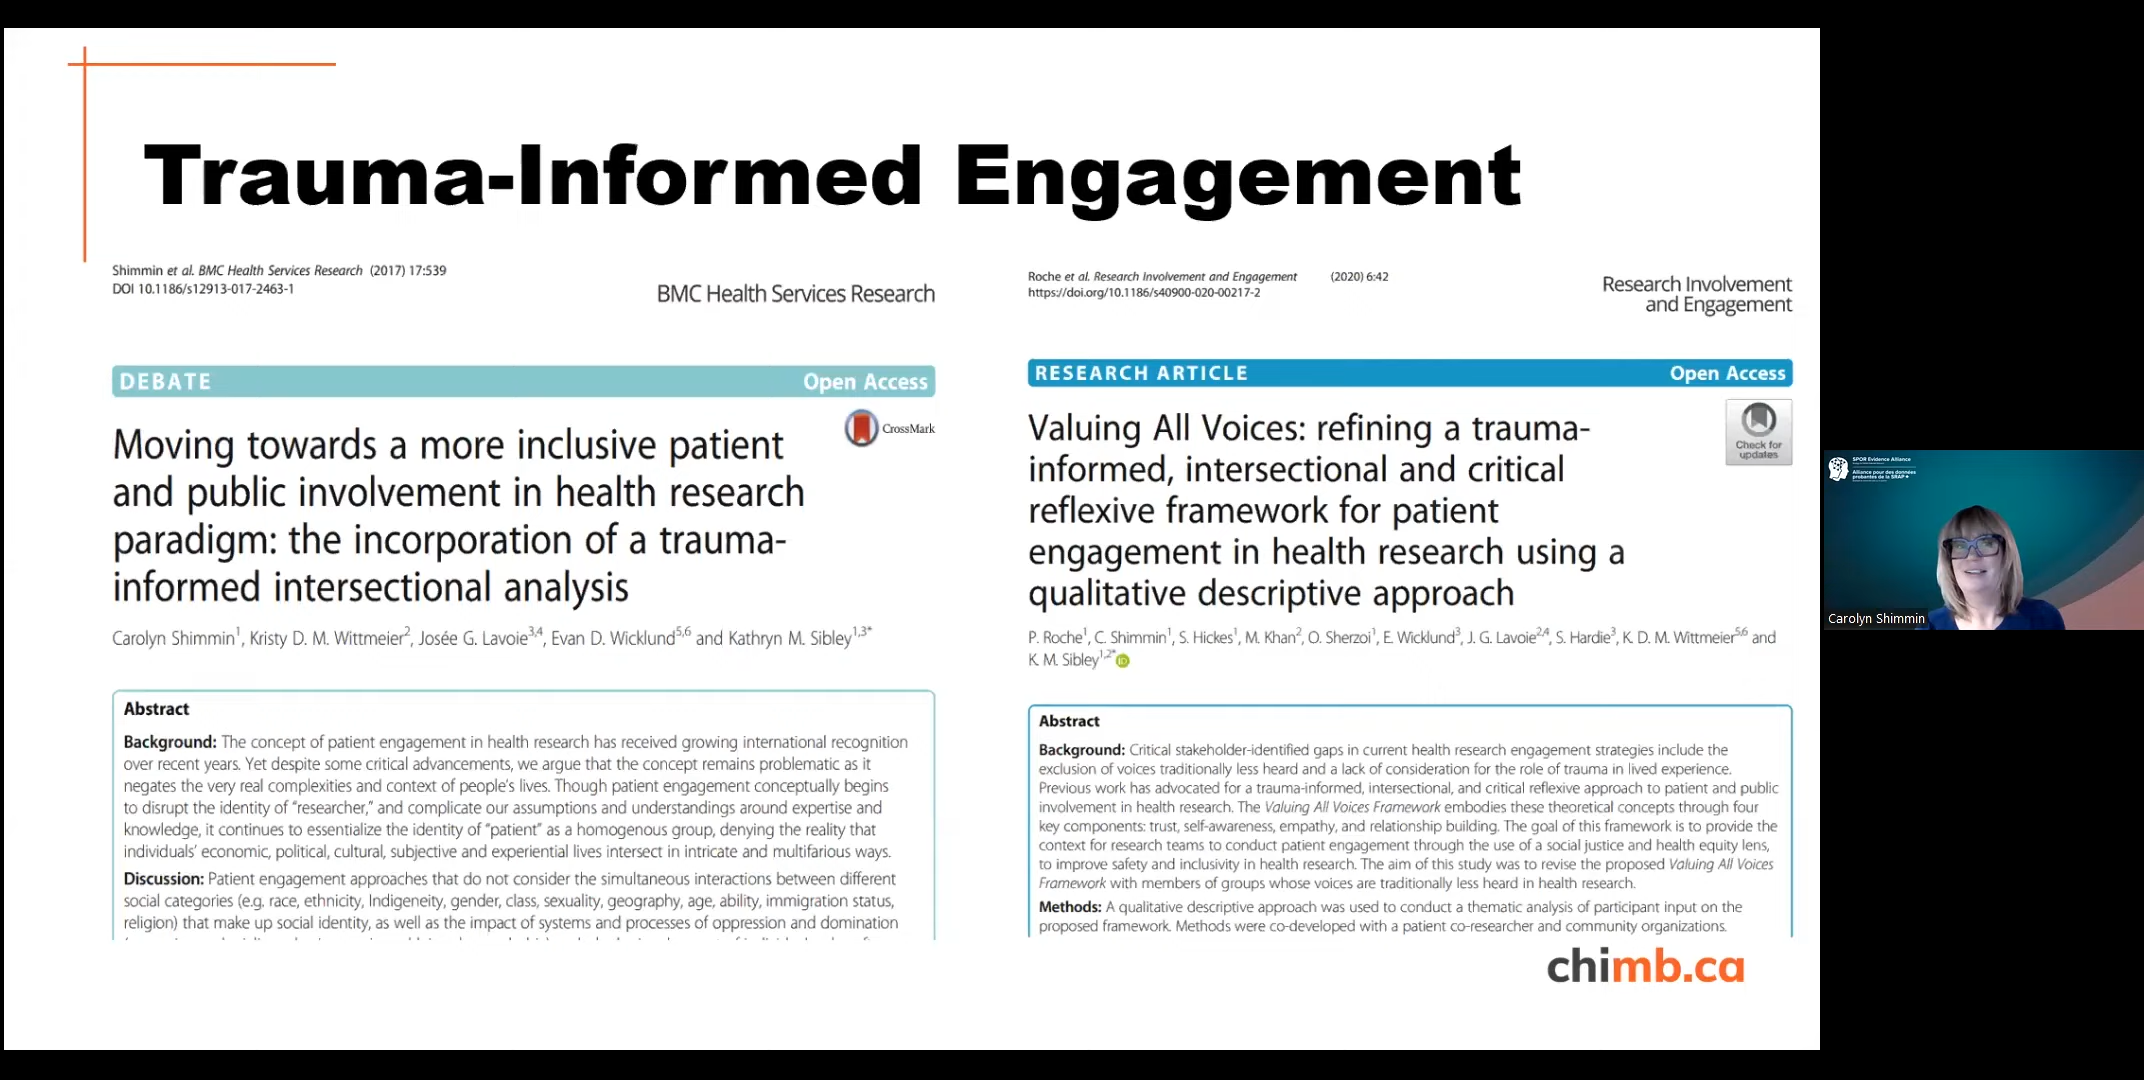 Trauma-Informed Engagement
Shimmin et al. BMC Health Services Research (2017) 17:539
DOI 10.1186/s12913-017-2463-1
BMC Health Services Research
DEBATE Open Access
CrossMark
Moving towards a more inclusive patient
and public involvement in health research
paradigm: the incorporation of a trauma-
informed intersectional analysis
Carolyn Shimmin1, Kristy D. M. Wittmeier2, Josée G. Lavoie3,4, Evan D. Wicklund5,6 and Kathryn M. Sibley1,3*
Abstract
Background: The concept of patient engagement in health research has received growing international recognition
over recent years. Yet despite some critical advancements, we argue that the concept remains problematic as it
negates the very real complexities and context of people's lives. Though patient engagement conceptually begins
to disrupt the identity of "researcher," and complicate our assumptions and understandings around expertise and
knowledge, it continues to essentialize the identity of "patient" as a homogenous group, denying the reality that
individuals' economic, political, cultural, subjective and experiential lives intersect in intricate and multifarious ways.
Discussion: Patient engagement approaches that do not consider the simultaneous interactions between different
social categories (e.g. race, ethnicity, Indigeneity, gender, class, sexuality, geography, age, ability, immigration status,
religion) that make up social identity, as well as the impact of systems and processes of oppression and domination
Roche et al. Research Involvement and Engagement (2020) 6:42
https://doi.org/10.1186/s40900-020-00217-2
Research Involvement
and Engagement
RESEARCH ARTICLE Open Access
Check for
updates
Valuing All Voices: refining a trauma-
informed, intersectional and critical
reflexive framework for patient
engagement in health research using a
qualitative descriptive approach
P. Roche1, C. Shimmin1, S. Hickes1, M. Khan2, O. Sherzoi1, E. Wicklund3, J. G. Lavoie2,4, S. Hardie3, K. D. M. Wittmeier5,6 and
K. M. Sibley1,2* iD
Abstract
Background: Critical stakeholder-identified gaps in current health research engagement strategies include the
exclusion of voices traditionally less heard and a lack of consideration for the role of trauma in lived experience.
Previous work has advocated for a trauma-informed, intersectional, and critical reflexive approach to patient and public
involvement in health research. The Valuing All Voices Framework embodies these theoretical concepts through four
key components: trust, self-awareness, empathy, and relationship building. The goal of this framework is to provide the
context for research teams to conduct patient engagement through the use of a social justice and health equity lens,
to improve safety and inclusivity in health research. The aim of this study was to revise the proposed Valuing All Voices
Framework with members of groups whose voices are traditionally less heard in health research.
Methods: A qualitative descriptive approach was used to conduct a thematic analysis of participant input on the
proposed framework. Methods were co-developed with a patient co-researcher and community organizations.
chimb.ca
SPOR Evidence Alliance
Alliance pour des données
probantes de la SRAP
Carolyn Shimmin